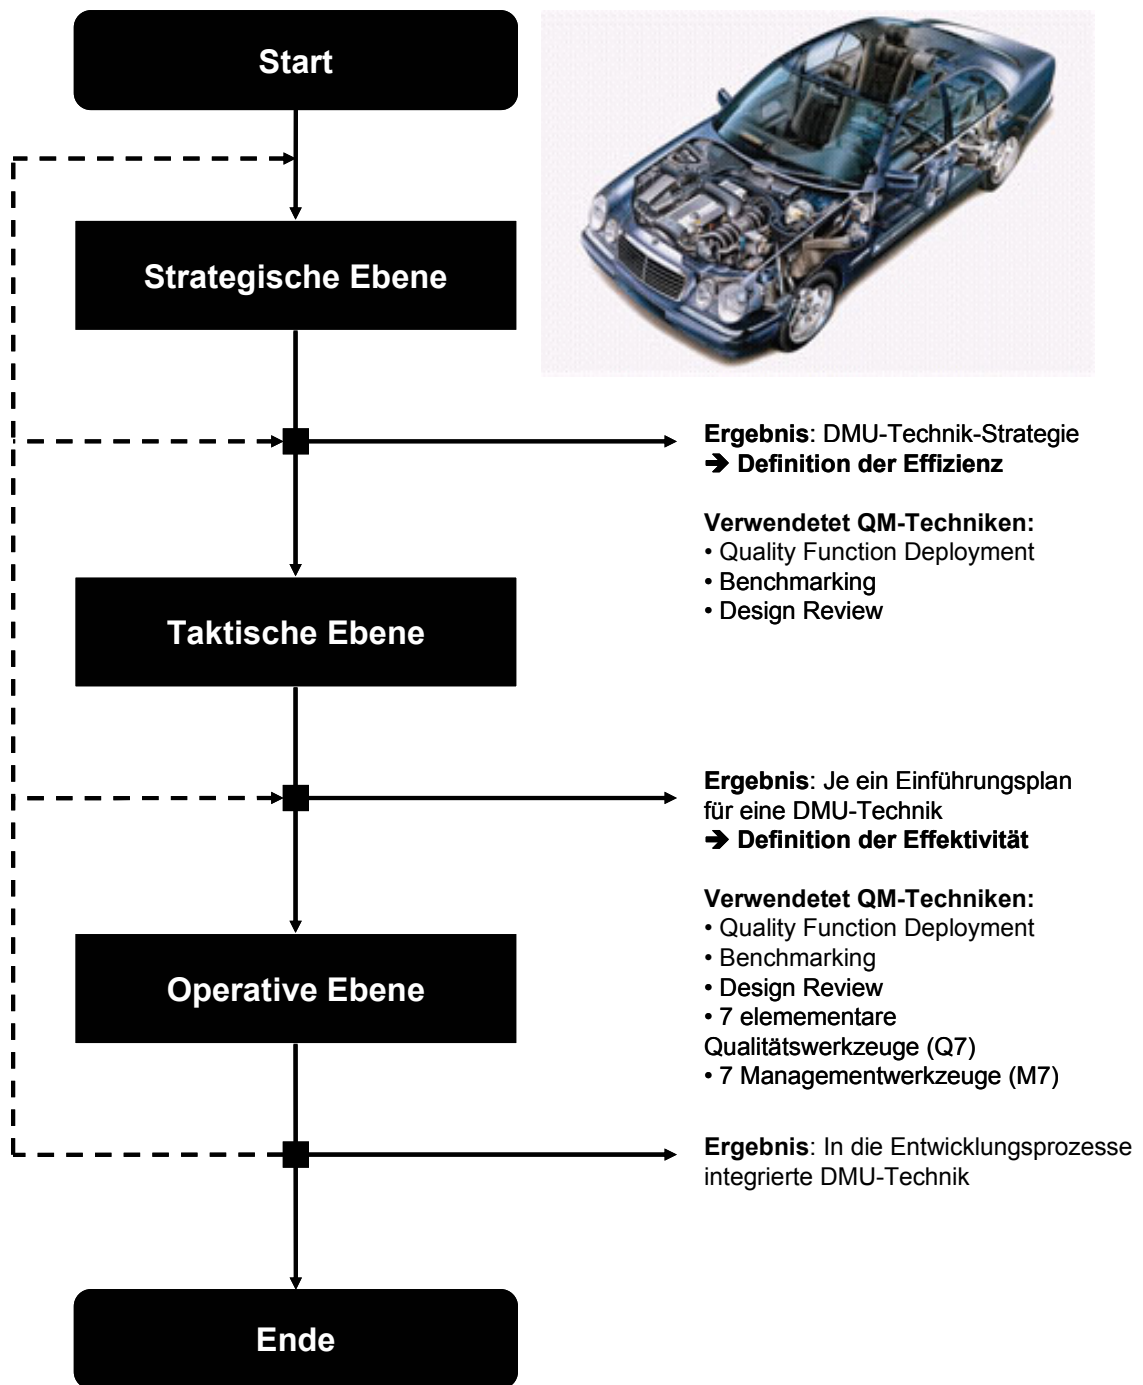 Start
Strategische Ebene
Ergebnis: DMU-Technik-Strategie
➔ Definition der Effizienz
Verwendetet QM-Techniken:
• Quality Function Deployment
• Benchmarking
• Design Review
Taktische Ebene
Ergebnis: Je ein Einführungsplan
für eine DMU-Technik
➔ Definition der Effektivität
Verwendetet QM-Techniken:
• Quality Function Deployment
• Benchmarking
• Design Review
• 7 elemementare
Qualitätswerkzeuge (Q7)
• 7 Managementwerkzeuge (M7)
Operative Ebene
Ergebnis: In die Entwicklungsprozesse
integrierte DMU-Technik
Ende